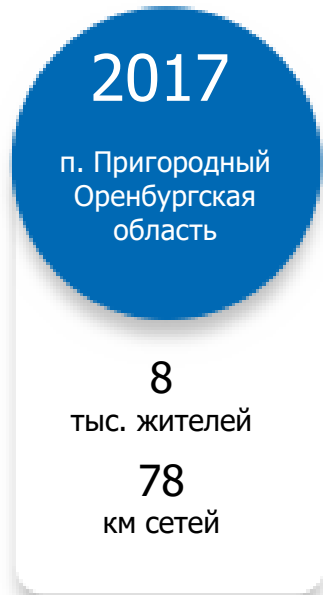 2017
п. Пригородный
Оренбургская
область
8
тыс. жителей
78
км сетей